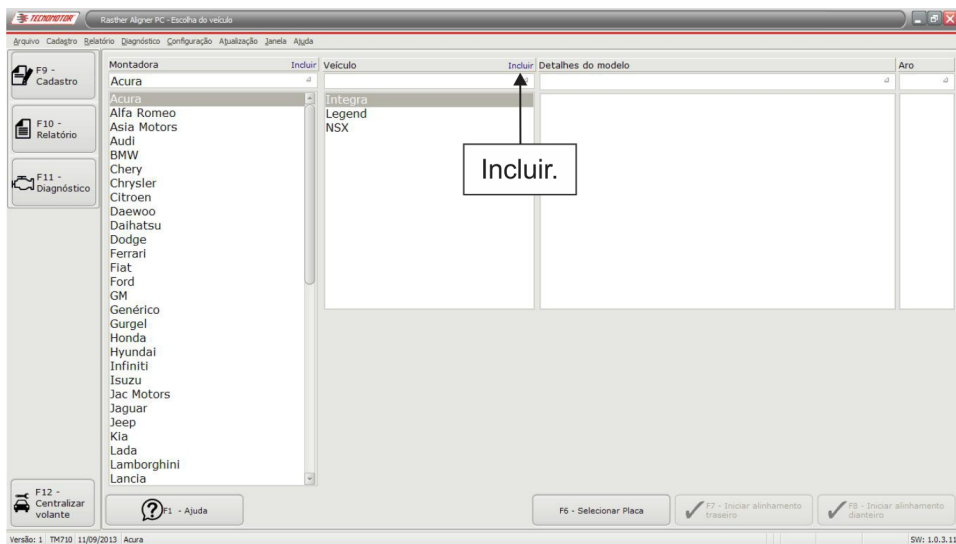 TECNOMOTOR
Rasther Aligner PC - Escolha do veículo
Arquivo Cadastro Relatório Diagnóstico Configuração Atualização Janela Ajuda
F9 -
Cadastro
F10 -
Relatório
F11 -
Diagnóstico
F12 -
Centralizar
volante
Montadora Incluir
Acura
Acura
Alfa Romeo
Asia Motors
Audi
BMW
Chery
Chrysler
Citroen
Daewoo
Daihatsu
Dodge
Ferrari
Fiat
Ford
GM
Genérico
Gurgel
Honda
Hyundai
Infiniti
Isuzu
Jac Motors
Jaguar
Jeep
Kia
Lada
Lamborghini
Lancia
Veículo Incluir
Integra
Legend
NSX
Incluir.
Detalhes do modelo
Aro
F1 - Ajuda
F6 - Selecionar Placa
F7 - Iniciar alinhamento
traseiro
F8 - Iniciar alinhamento
dianteiro
Versão: 1 TM710 11/09/2013 Acura SW: 1.0.3.11